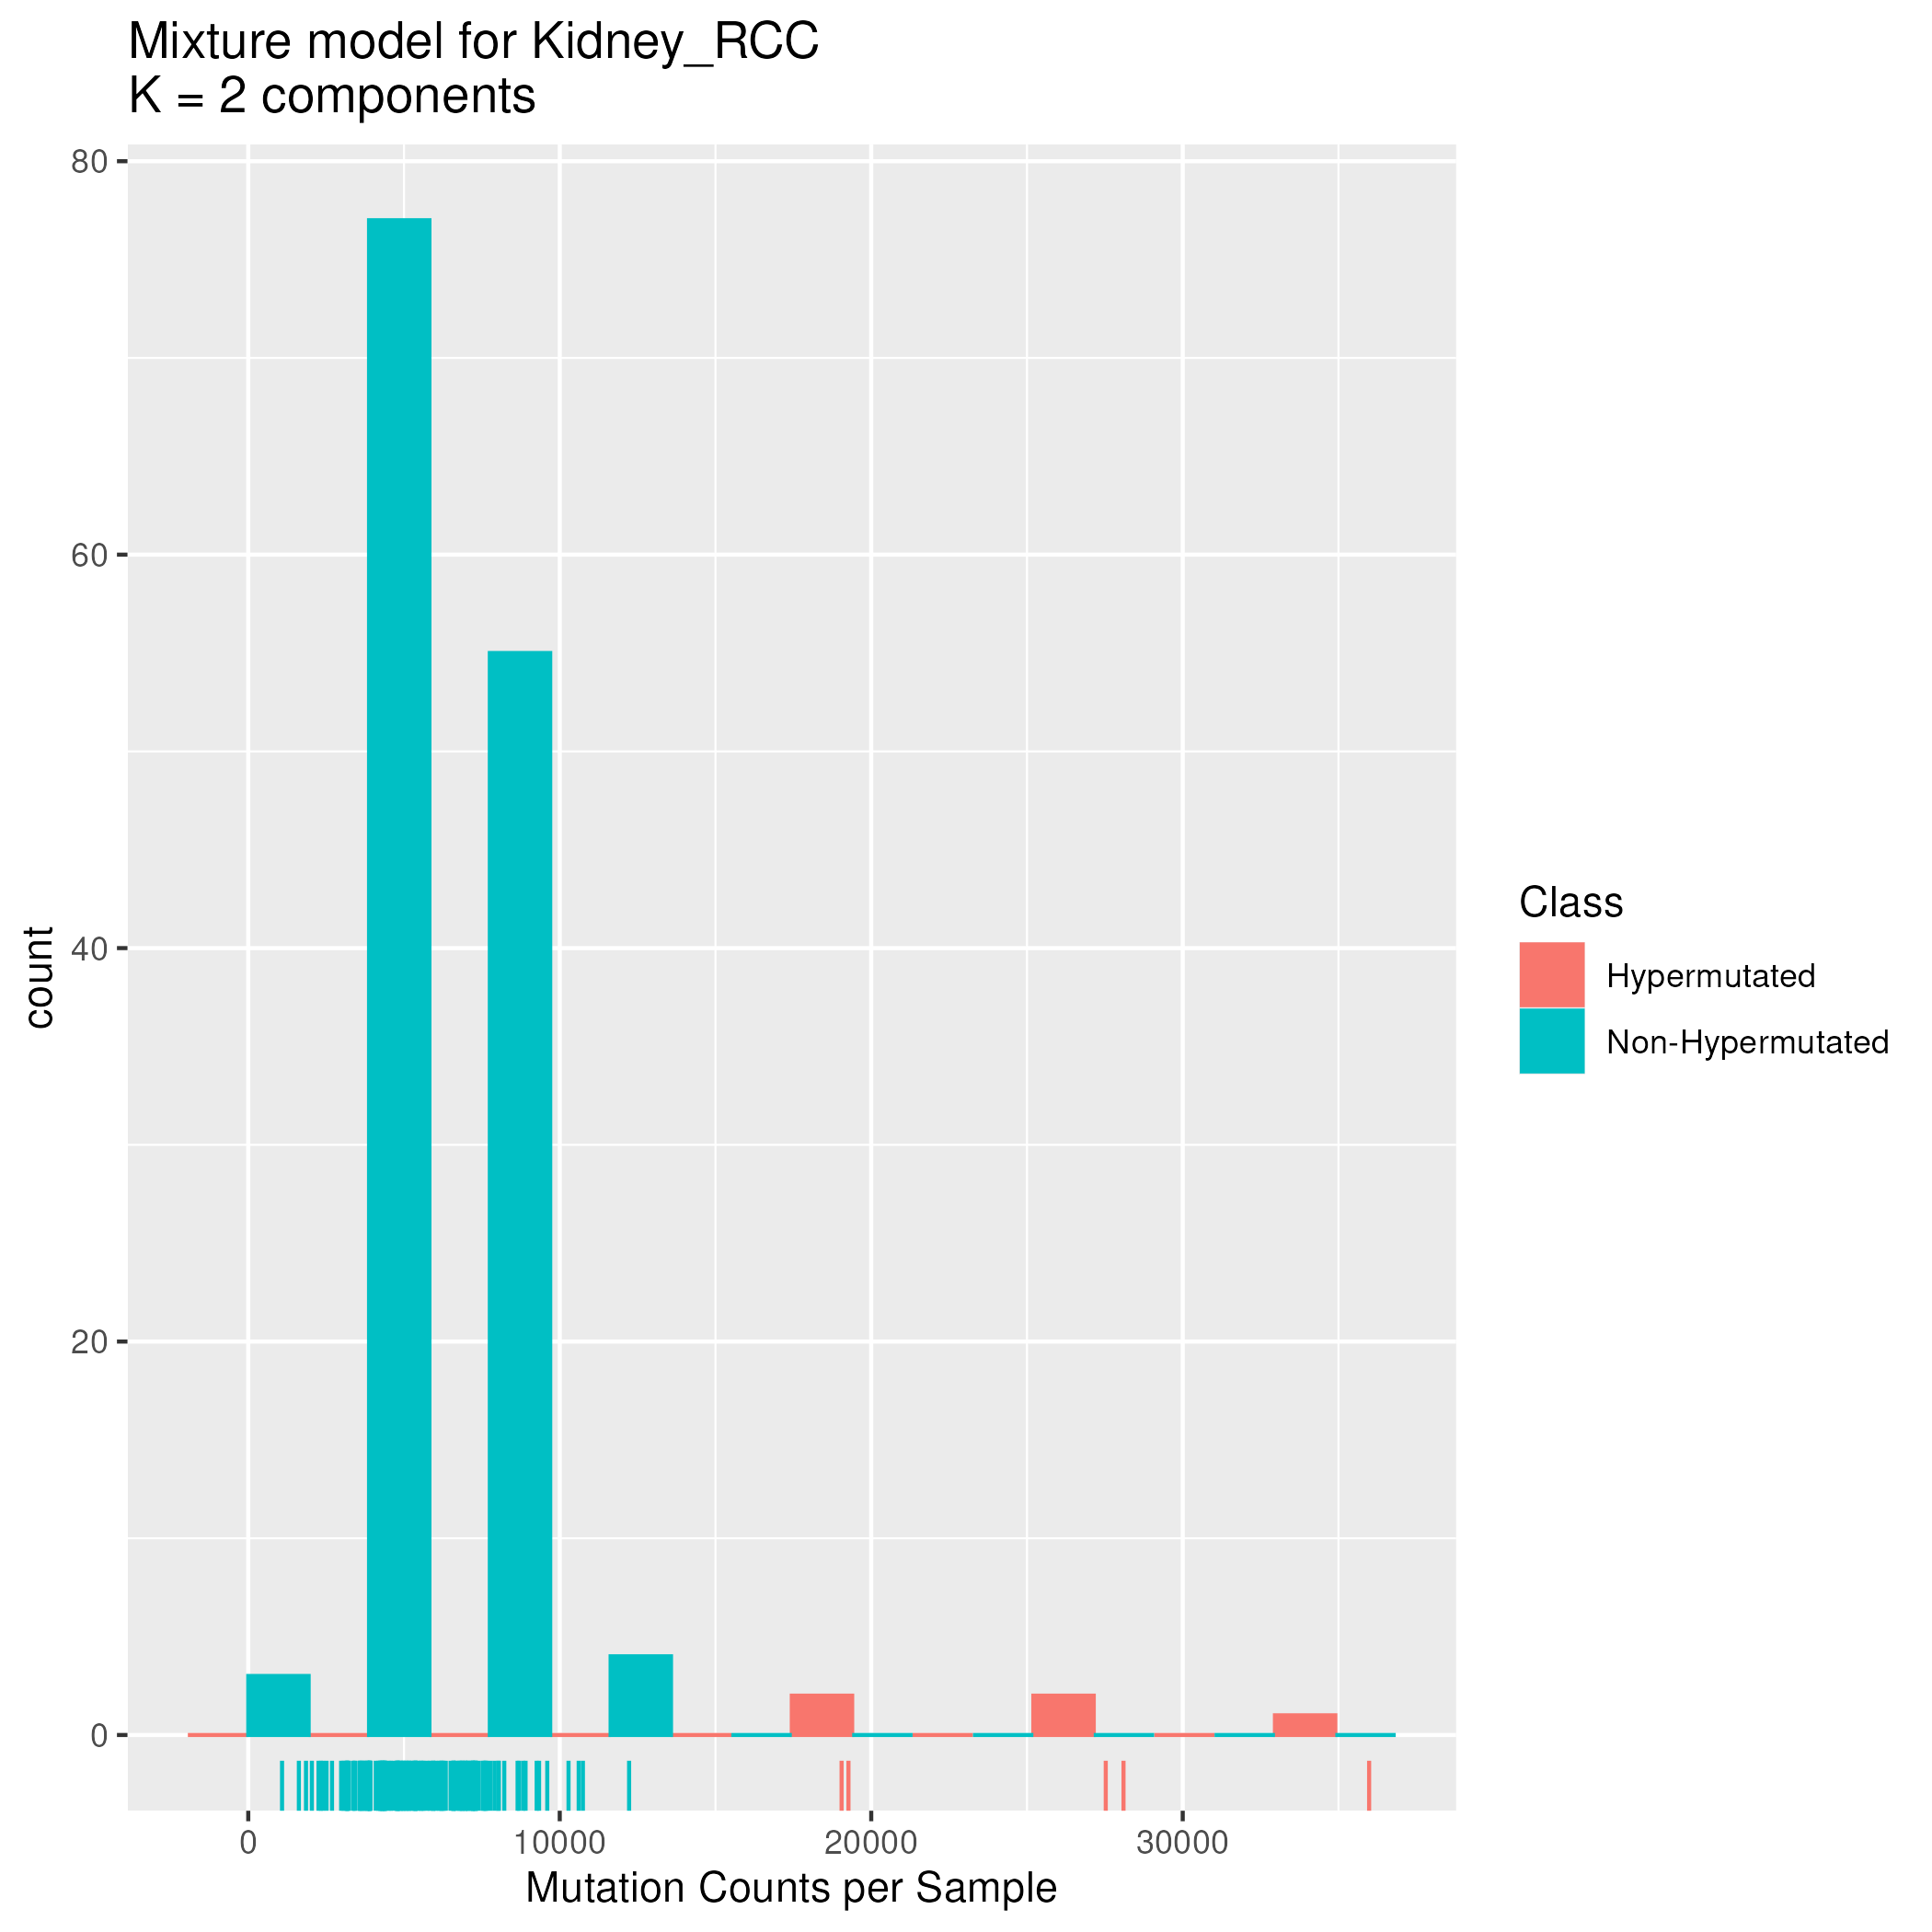 Mixture model for Kidney_RCC
K = 2 components
80
60
40
20
0
count
0 10000 20000 30000
Mutation Counts per Sample
Class
Hypermutated
Non-Hypermutated